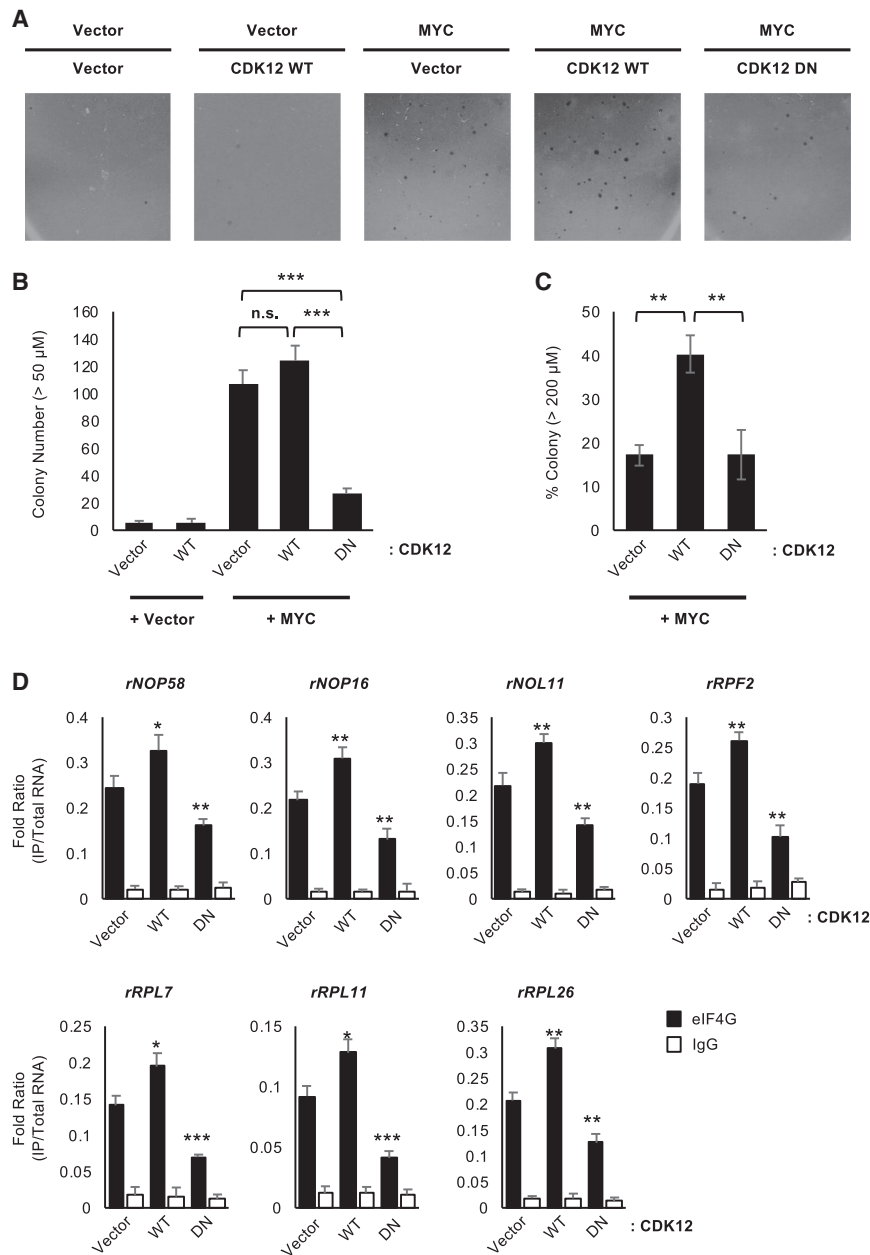 A
Vector Vector MYC MYC MYC
Vector CDK12 WT Vector CDK12 WT CDK12 DN
B
Colony Number (> 50 µM)
160
140
120
100
80
60
40
20
0
***
n.s. ***
Vector WT Vector WT DN : CDK12
+ Vector + MYC
C
% Colony (> 200 µM)
50
40
30
20
10
0
** **
Vector WT DN : CDK12
+ MYC
D
rNOP58
Fold Ratio
(IP/Total RNA)
0.4
0.3
0.2
0.1
0
*
**
Vector WT DN
rNOP16
0.4
0.3
0.2
0.1
0
**
**
Vector WT DN
rNOL11
0.35
0.3
0.25
0.2
0.15
0.1
0.05
0
**
**
Vector WT DN
rRPF2
0.3
0.25
0.2
0.15
0.1
0.05
0
**
**
Vector WT DN : CDK12
rRPL7
Fold Ratio
(IP/Total RNA)
0.25
0.2
0.15
0.1
0.05
0
*
***
Vector WT DN
rRPL11
0.15
0.1
0.05
0
*
***
Vector WT DN
rRPL26
0.35
0.3
0.25
0.2
0.15
0.1
0.05
0
**
**
Vector WT DN : CDK12
eIF4G
IgG